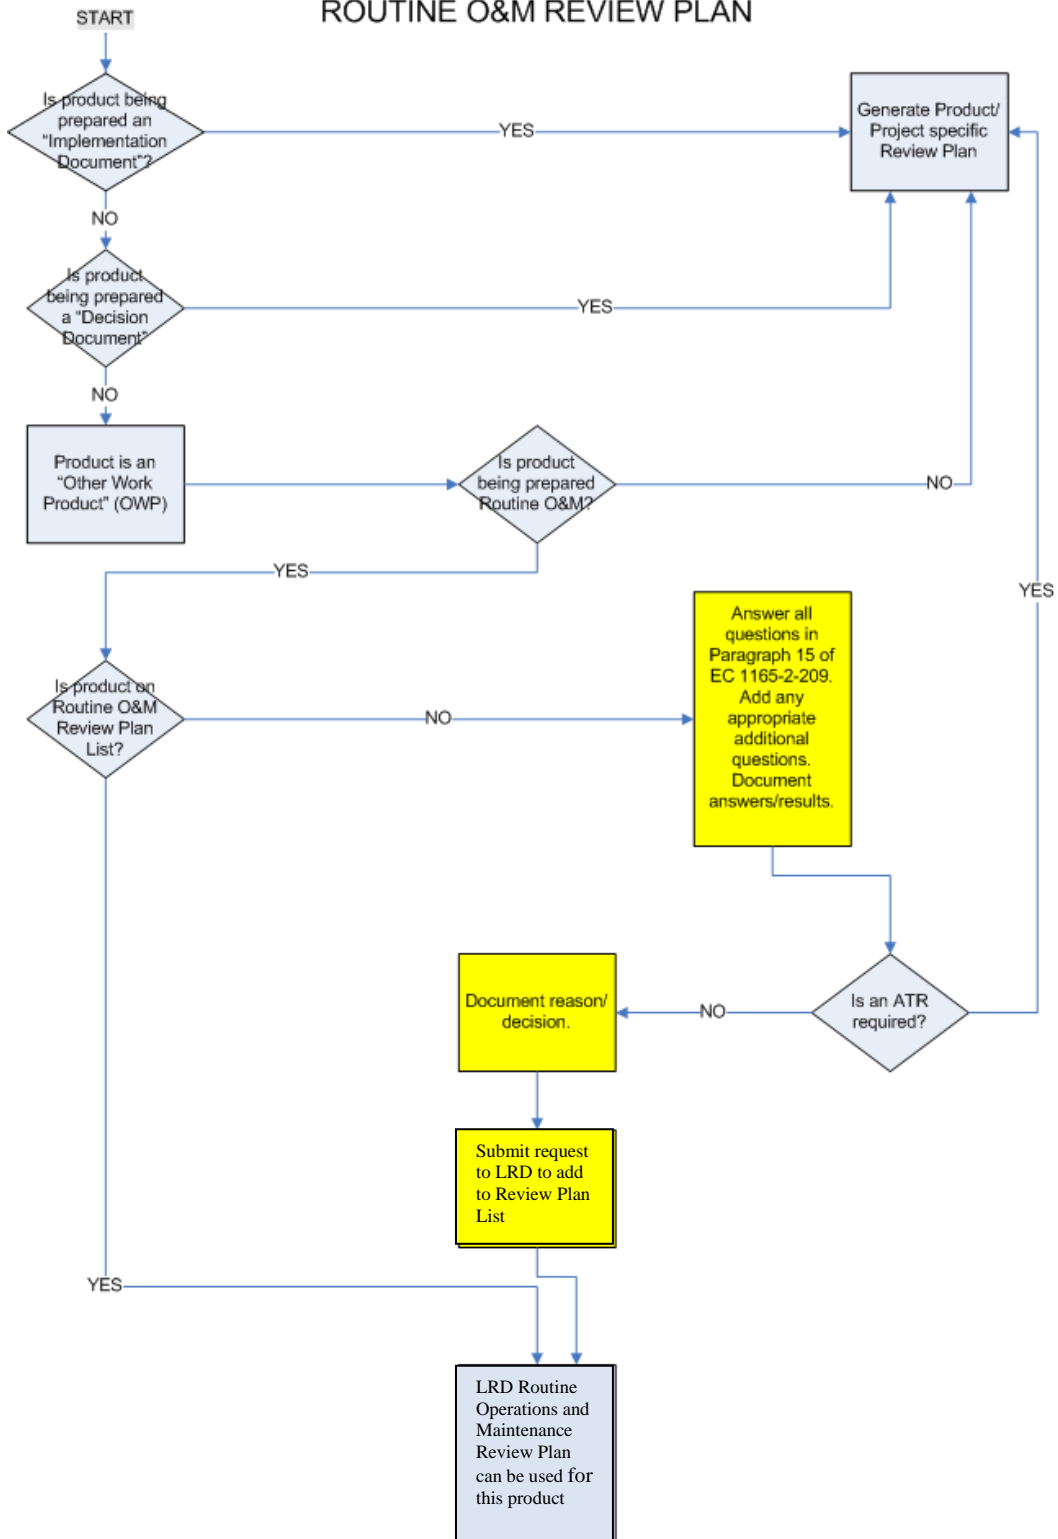 ROUTINE O&M REVIEW PLAN
START
Is product being
prepared an
“Implementation
Document”?
YES
Generate Product/
Project specific
Review Plan
NO
Is product
being prepared
a “Decision
Document”
YES
NO
Product is an
“Other Work
Product” (OWP)
Is product
being prepared
Routine O&M?
NO
YES
YES
Answer all
questions in
Paragraph 15 of
EC 1165-2-209.
Add any
appropriate
additional
questions.
Document
answers/results.
Is product on
Routine O&M
Review Plan
List?
NO
Is an ATR
required?
NO
Document reason/
decision.
Submit request
to LRD to add
to Review Plan
List
YES
LRD Routine
Operations and
Maintenance
Review Plan
can be used for
this product